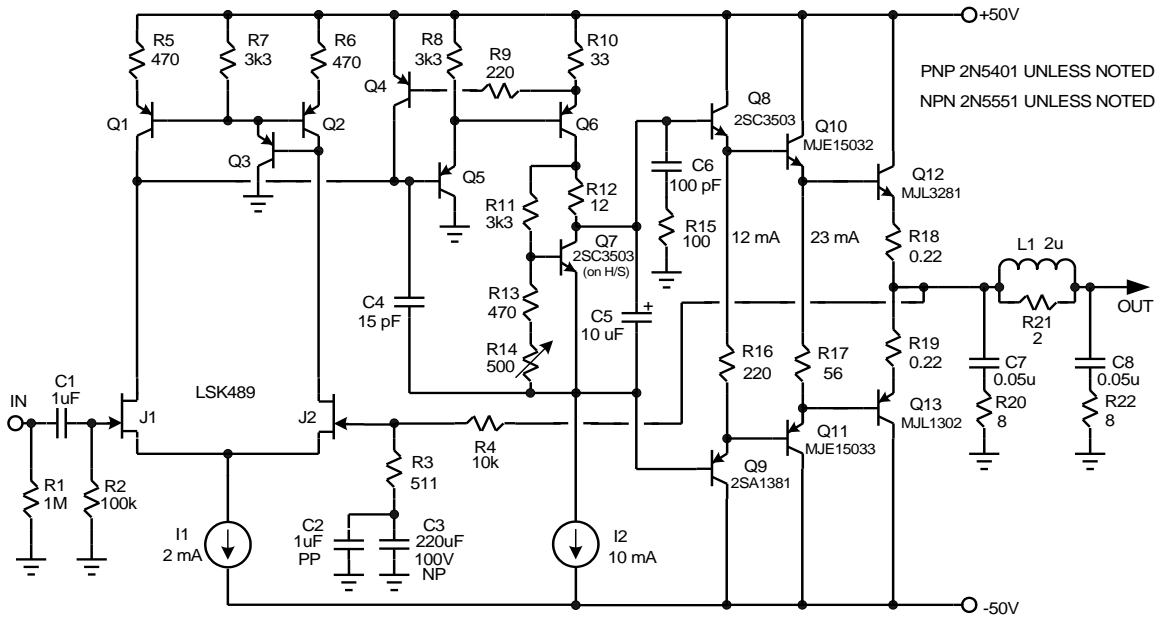 +50V
R5
470
R7
3k3
R6
470
Q4
R8
3k3
R9
220
R10
33
PNP 2N5401 UNLESS NOTED
NPN 2N5551 UNLESS NOTED
Q1
Q2
Q3
Q5
Q6
Q8
2SC3503
Q10
MJE15032
Q12
MJL3281
C6
100 pF
R11
3k3
R12
12
R15
100
12 mA
23 mA
Q7
2SC3503
(on H/S)
R18
0.22
L1 2u
R21
2
OUT
C4
15 pF
R13
470
C5
+
10 uF
R14
500
R16
220
R17
56
R19
0.22
C7
0.05u
C8
0.05u
R20
8
R22
8
IN
C1
1uF
LSK489
J1
J2
R4
10k
Q9
2SA1381
Q11
MJE15033
Q13
MJL1302
R1
1M
R2
100k
R3
511
I1
2 mA
C2
1uF
PP
C3
220uF
100V
NP
I2
10 mA
-50V